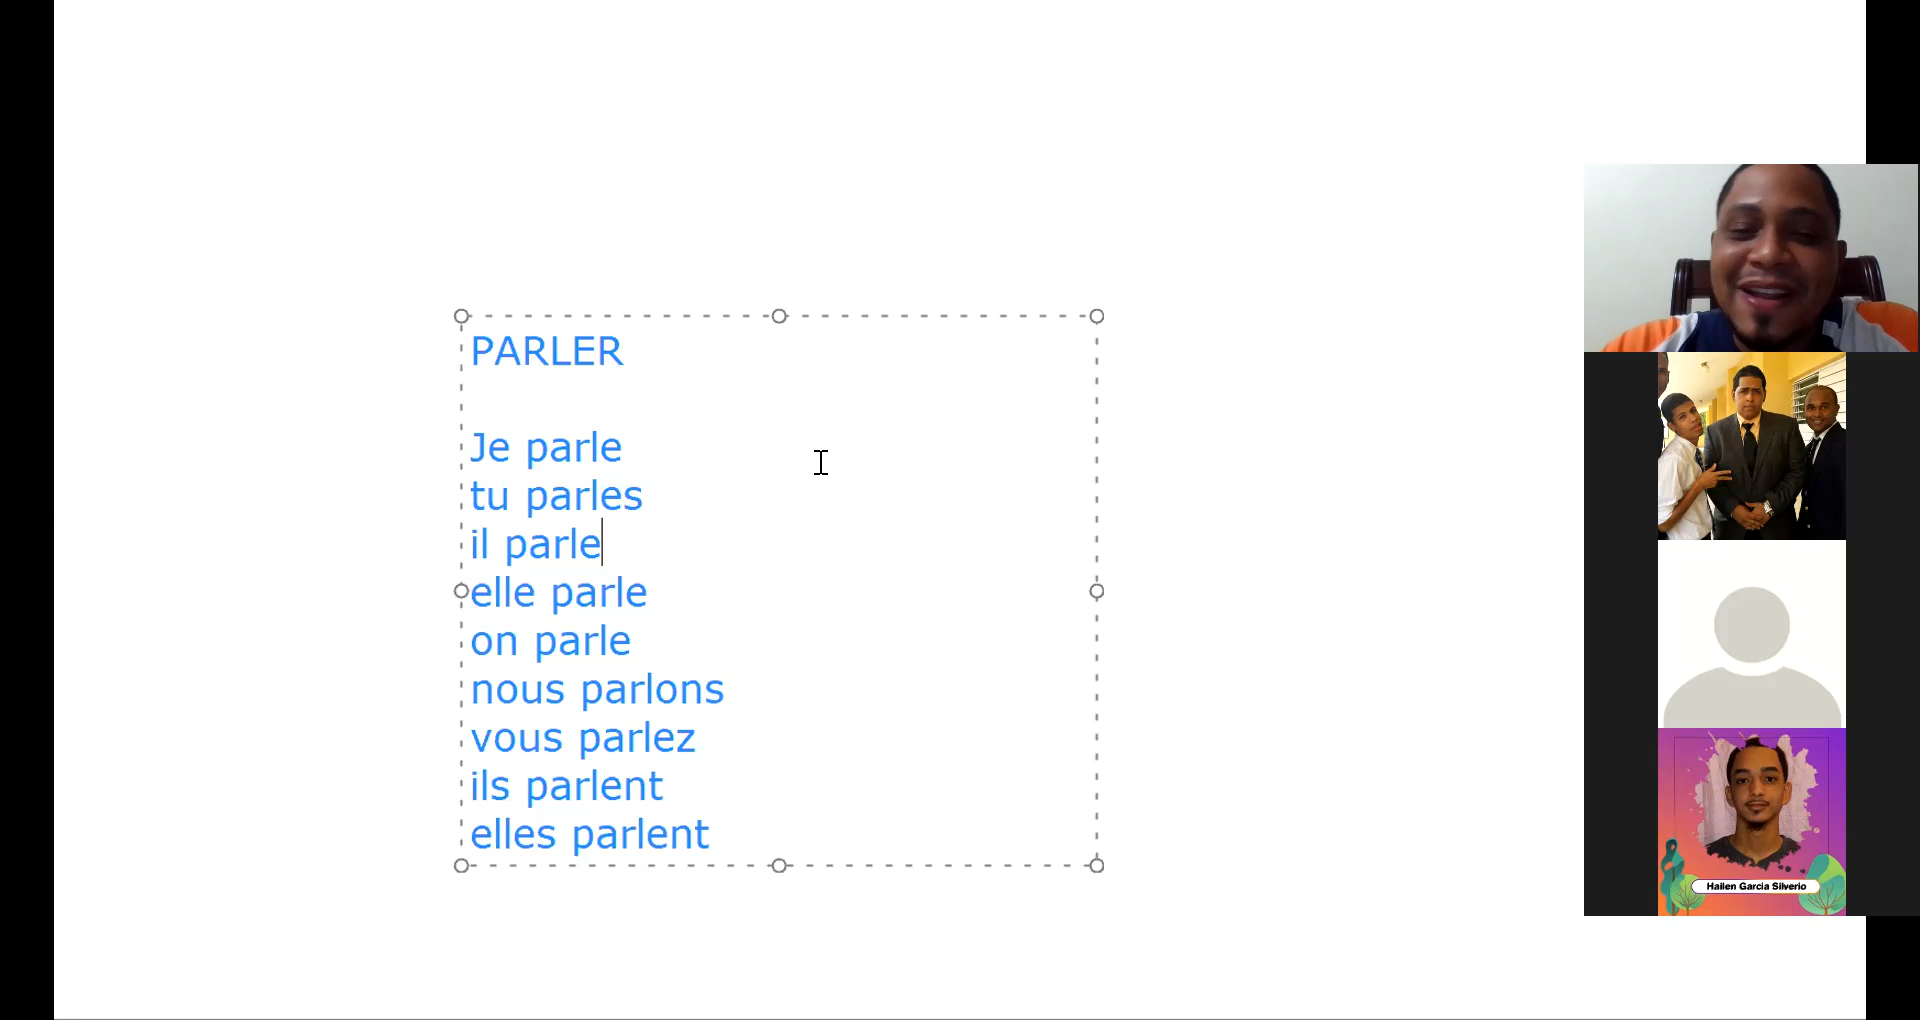 PARLER
Je parle
tu parles
il parle
elle parle
on parle
nous parlons
vous parlez
ils parlent
elles parlent
Hailen Garcia Silverio